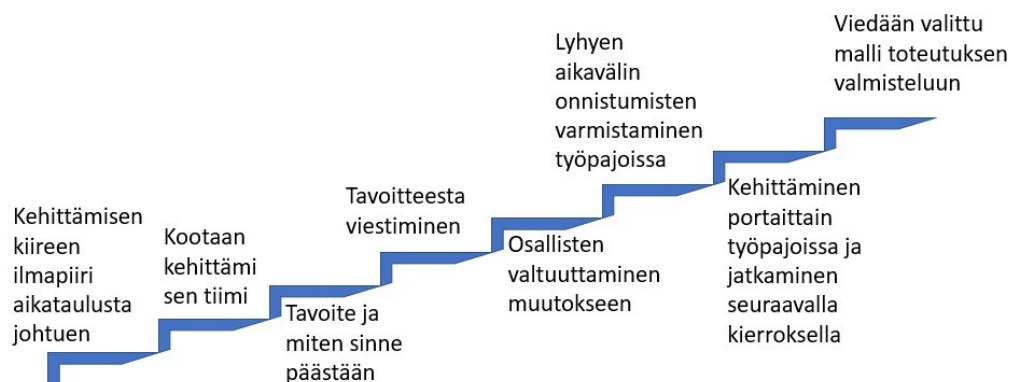 Kehittämisen
kiireen
ilmapiiri
aikataulusta
johtuen
Kootaan
kehittämi
sen tiimi
Tavoite ja
miten sinne
päästään
Tavoitteesta
viestiminen
Osallisten
valtuuttaminen
muutokseen
Lyhyen
aikavälin
onnistumisten
varmistaminen
työpajoissa
Kehittäminen
portaittain
työpajoissa ja
jatkaminen
seuraavalla
kierroksella
Viedään valittu
malli toteutuksen
valmisteluun